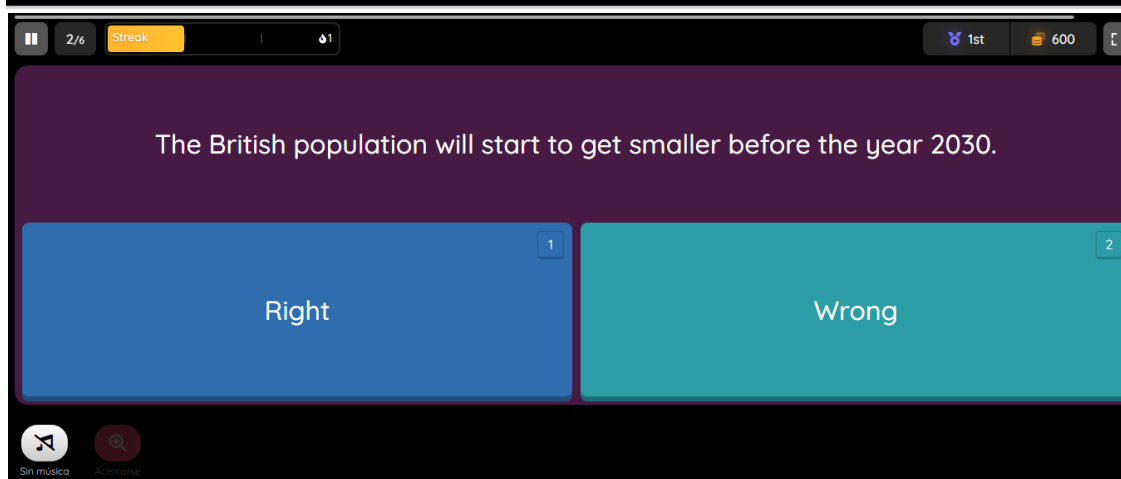 2/6 Streak 1 1st 600
The British population will start to get smaller before the year 2030.
1 2
Right Wrong
Sin música Acercarse